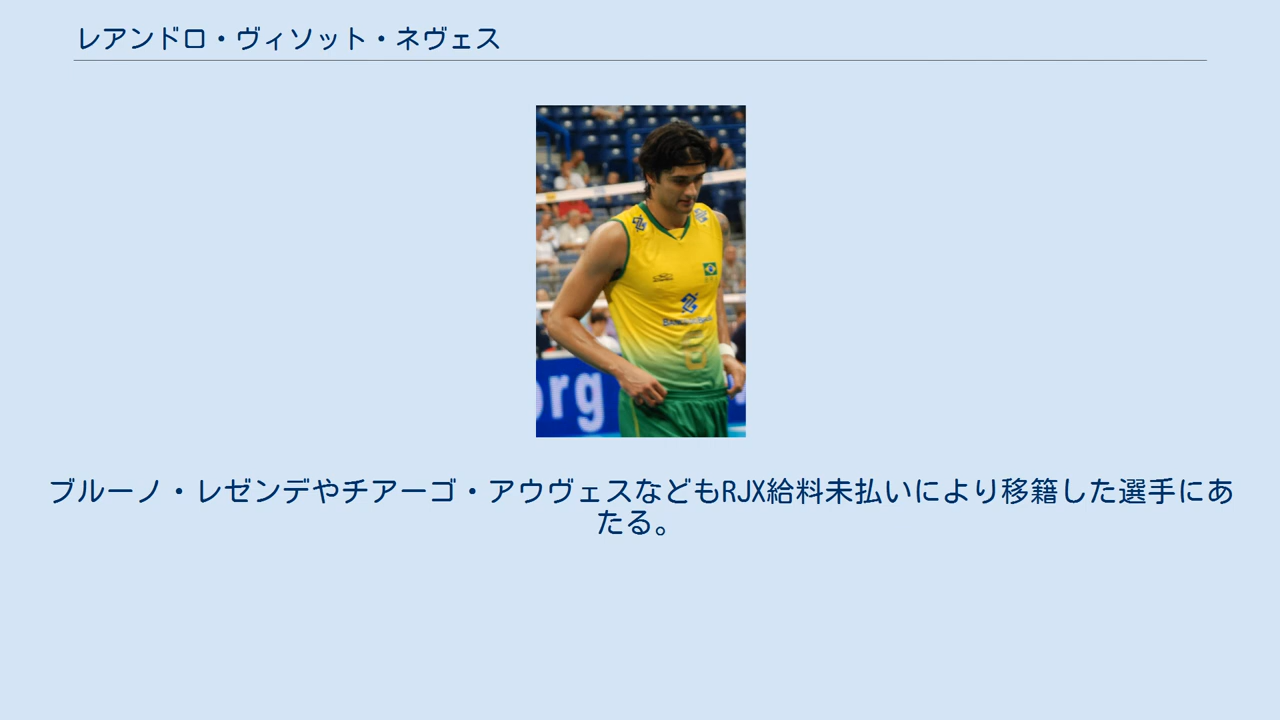 レアンドロ・ヴィソット・ネヴェス
org
ブルーノ・レゼンデやチアーゴ・アウヴェスなどもRJX給料未払いにより移籍した選手にあ
たる。